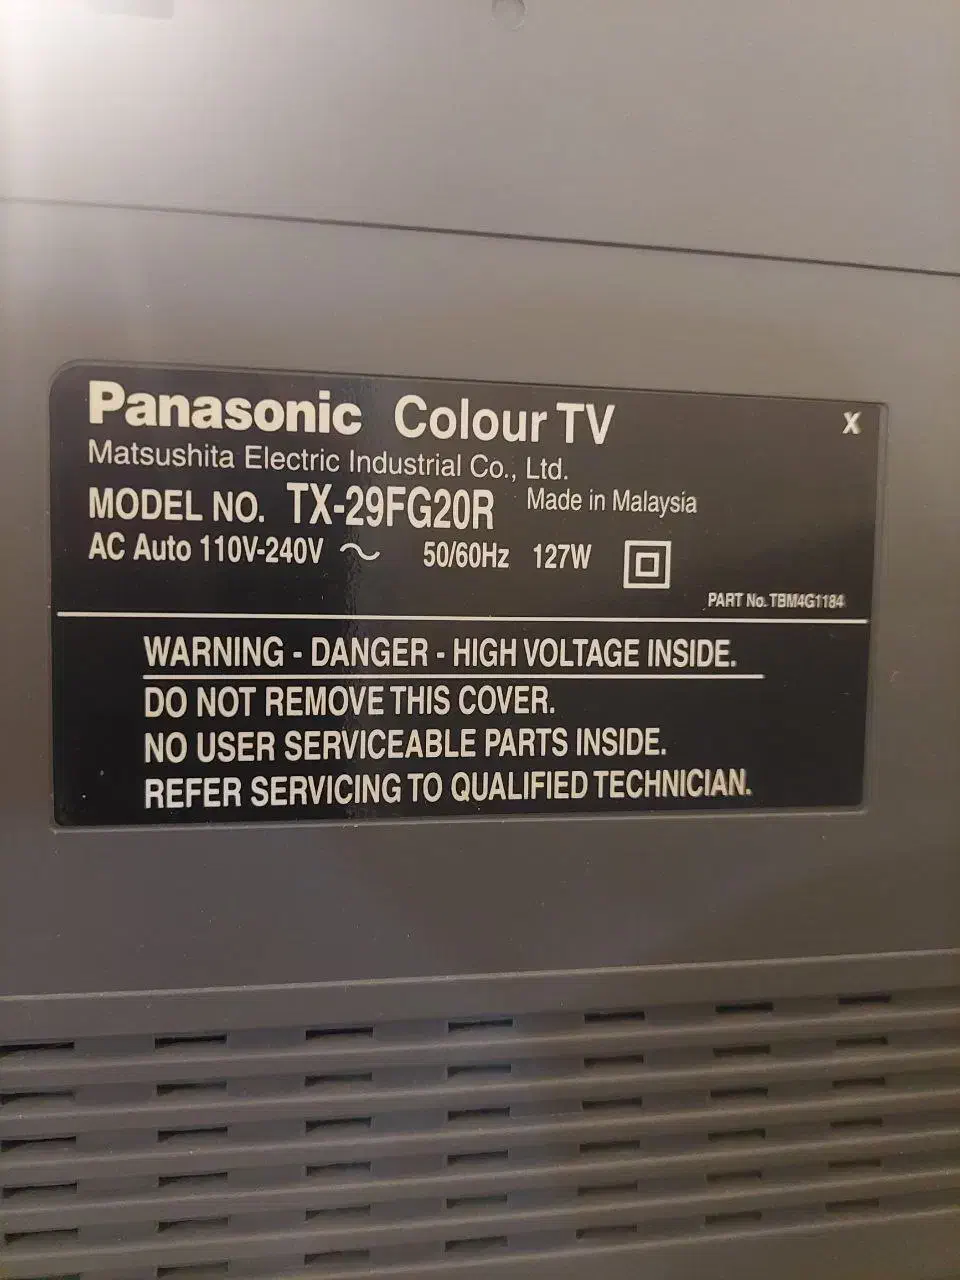 Panasonic Colour TV X
Matsushita Electric Industrial Co., Ltd.
MODEL NO. TX-29FG20R Made in Malaysia
AC Auto 110V-240V ∼ 50/60Hz 127W
PART No. TBM4G1184
WARNING - DANGER - HIGH VOLTAGE INSIDE.
DO NOT REMOVE THIS COVER.
NO USER SERVICEABLE PARTS INSIDE.
REFER SERVICING TO QUALIFIED TECHNICIAN.